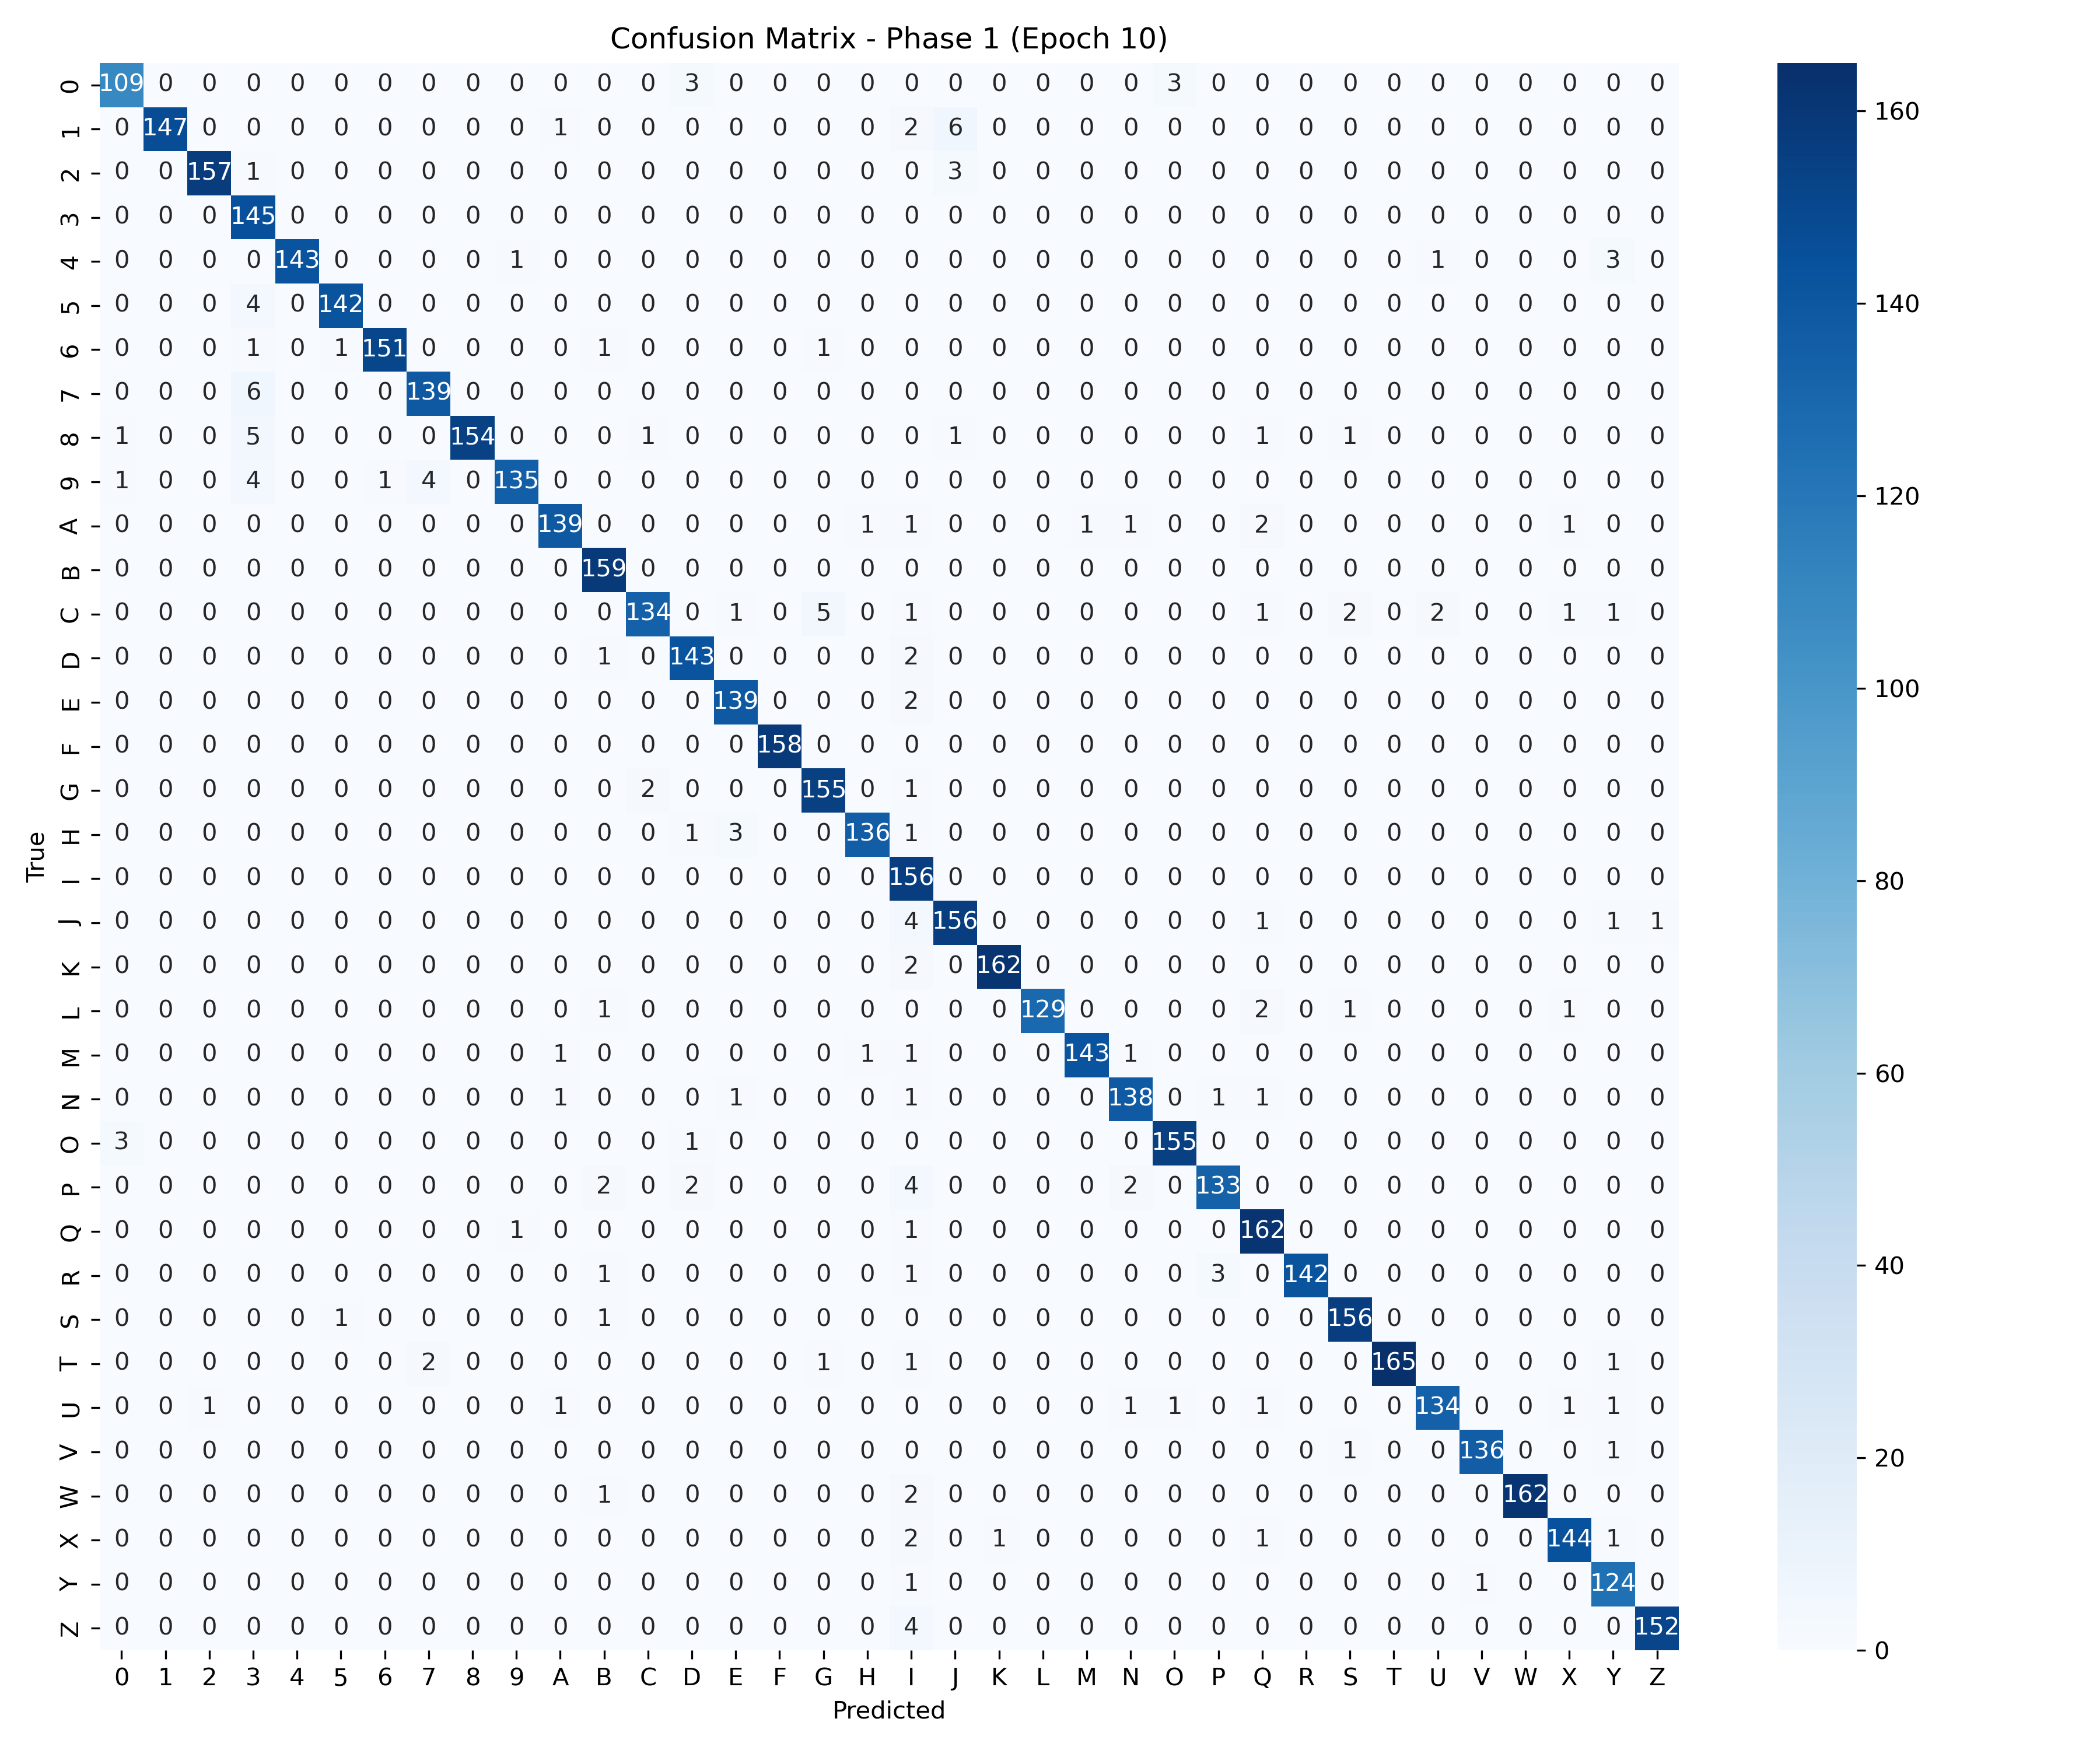 Confusion Matrix - Phase 1 (Epoch 10)
0 109 0 0 0 0 0 0 0 0 0 0 0 0 3 0 0 0 0 0 0 0 0 0 0 3 0 0 0 0 0 0 0 0 0 0 0
1 0 147 0 0 0 0 0 0 0 0 1 0 0 0 0 0 0 0 2 6 0 0 0 0 0 0 0 0 0 0 0 0 0 0 0 0
2 0 0 157 1 0 0 0 0 0 0 0 0 0 0 0 0 0 0 0 3 0 0 0 0 0 0 0 0 0 0 0 0 0 0 0 0
3 0 0 0 145 0 0 0 0 0 0 0 0 0 0 0 0 0 0 0 0 0 0 0 0 0 0 0 0 0 0 0 0 0 0 0 0
4 0 0 0 0 143 0 0 0 0 1 0 0 0 0 0 0 0 0 0 0 0 0 0 0 0 0 0 0 0 0 1 0 0 0 3 0
5 0 0 0 4 0 142 0 0 0 0 0 0 0 0 0 0 0 0 0 0 0 0 0 0 0 0 0 0 0 0 0 0 0 0 0 0
6 0 0 0 1 0 1 151 0 0 0 0 1 0 0 0 0 1 0 0 0 0 0 0 0 0 0 0 0 0 0 0 0 0 0 0 0
7 0 0 0 6 0 0 0 139 0 0 0 0 0 0 0 0 0 0 0 0 0 0 0 0 0 0 0 0 0 0 0 0 0 0 0 0
8 1 0 0 5 0 0 0 0 154 0 0 0 1 0 0 0 0 0 0 1 0 0 0 0 0 0 1 0 1 0 0 0 0 0 0 0
9 1 0 0 4 0 0 1 4 0 135 0 0 0 0 0 0 0 0 0 0 0 0 0 0 0 0 0 0 0 0 0 0 0 0 0 0
A 0 0 0 0 0 0 0 0 0 0 139 0 0 0 0 0 0 1 1 0 0 0 1 1 0 0 2 0 0 0 0 0 0 1 0 0
B 0 0 0 0 0 0 0 0 0 0 0 159 0 0 0 0 0 0 0 0 0 0 0 0 0 0 0 0 0 0 0 0 0 0 0 0
C 0 0 0 0 0 0 0 0 0 0 0 0 134 0 1 0 5 0 1 0 0 0 0 0 0 0 1 0 2 0 2 0 0 1 1 0
D 0 0 0 0 0 0 0 0 0 0 0 1 0 143 0 0 0 0 2 0 0 0 0 0 0 0 0 0 0 0 0 0 0 0 0 0
E 0 0 0 0 0 0 0 0 0 0 0 0 0 0 139 0 0 0 2 0 0 0 0 0 0 0 0 0 0 0 0 0 0 0 0 0
F 0 0 0 0 0 0 0 0 0 0 0 0 0 0 0 158 0 0 0 0 0 0 0 0 0 0 0 0 0 0 0 0 0 0 0 0
G 0 0 0 0 0 0 0 0 0 0 0 0 2 0 0 0 155 0 1 0 0 0 0 0 0 0 0 0 0 0 0 0 0 0 0 0
H 0 0 0 0 0 0 0 0 0 0 0 0 0 1 3 0 0 136 1 0 0 0 0 0 0 0 0 0 0 0 0 0 0 0 0 0
I 0 0 0 0 0 0 0 0 0 0 0 0 0 0 0 0 0 0 156 0 0 0 0 0 0 0 0 0 0 0 0 0 0 0 0 0
J 0 0 0 0 0 0 0 0 0 0 0 0 0 0 0 0 0 0 4 156 0 0 0 0 0 0 1 0 0 0 0 0 0 0 1 1
K 0 0 0 0 0 0 0 0 0 0 0 0 0 0 0 0 0 0 2 0 162 0 0 0 0 0 0 0 0 0 0 0 0 0 0 0
L 0 0 0 0 0 0 0 0 0 0 0 1 0 0 0 0 0 0 0 0 0 129 0 0 0 0 2 0 1 0 0 0 0 1 0 0
M 0 0 0 0 0 0 0 0 0 0 1 0 0 0 0 0 0 1 1 0 0 0 143 1 0 0 0 0 0 0 0 0 0 0 0 0
N 0 0 0 0 0 0 0 0 0 0 1 0 0 0 1 0 0 0 1 0 0 0 0 138 0 1 1 0 0 0 0 0 0 0 0 0
O 3 0 0 0 0 0 0 0 0 0 0 0 0 1 0 0 0 0 0 0 0 0 0 0 155 0 0 0 0 0 0 0 0 0 0 0
P 0 0 0 0 0 0 0 0 0 0 0 2 0 2 0 0 0 0 4 0 0 0 0 2 0 133 0 0 0 0 0 0 0 0 0 0
Q 0 0 0 0 0 0 0 0 0 1 0 0 0 0 0 0 0 0 1 0 0 0 0 0 0 0 162 0 0 0 0 0 0 0 0 0
R 0 0 0 0 0 0 0 0 0 0 0 1 0 0 0 0 0 0 1 0 0 0 0 0 0 3 0 142 0 0 0 0 0 0 0 0
S 0 0 0 0 0 1 0 0 0 0 0 1 0 0 0 0 0 0 0 0 0 0 0 0 0 0 0 0 156 0 0 0 0 0 0 0
T 0 0 0 0 0 0 0 2 0 0 0 0 0 0 0 0 1 0 1 0 0 0 0 0 0 0 0 0 0 165 0 0 0 0 1 0
U 0 0 1 0 0 0 0 0 0 0 1 0 0 0 0 0 0 0 0 0 0 0 0 1 1 0 1 0 0 0 134 0 0 1 1 0
V 0 0 0 0 0 0 0 0 0 0 0 0 0 0 0 0 0 0 0 0 0 0 0 0 0 0 0 0 1 0 0 136 0 0 1 0
W 0 0 0 0 0 0 0 0 0 0 0 1 0 0 0 0 0 0 2 0 0 0 0 0 0 0 0 0 0 0 0 0 162 0 0 0
X 0 0 0 0 0 0 0 0 0 0 0 0 0 0 0 0 0 0 2 0 1 0 0 0 0 0 1 0 0 0 0 0 0 144 1 0
Y 0 0 0 0 0 0 0 0 0 0 0 0 0 0 0 0 0 0 1 0 0 0 0 0 0 0 0 0 0 0 0 1 0 0 124 0
Z 0 0 0 0 0 0 0 0 0 0 0 0 0 0 0 0 0 0 4 0 0 0 0 0 0 0 0 0 0 0 0 0 0 0 0 152
0 1 2 3 4 5 6 7 8 9 A B C D E F G H I J K L M N O P Q R S T U V W X Y Z
Predicted
True
160
140
120
100
80
60
40
20
0